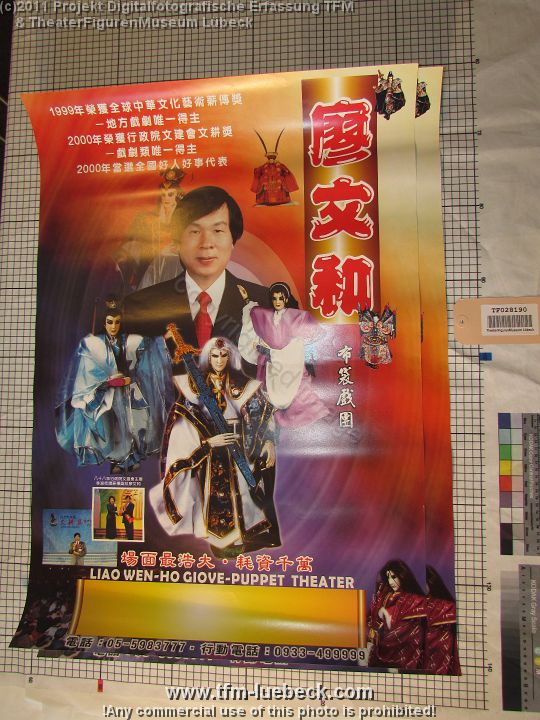 (c)2011 Projekt Digitalfotografische Erfassung TFM
& TheaterFigurenMuseum Lübeck
1999年榮獲全球中華文化藝術薪傳獎
－地方戲劇唯一得主
2000年榮獲行政院文建會文耕獎
－戲劇類唯一得主
2000年當選全國好人好事代表
廖文和
布袋戲團
TF028190
TheaterFigurenMuseum Lübeck
場面最浩大・耗資千萬
LIAO WEN-HO GIOVE-PUPPET THEATER
電話：05-5983777・行動電話：0933-499999
www.tfm-luebeck.com
!Any commercial use of this photo is prohibited!